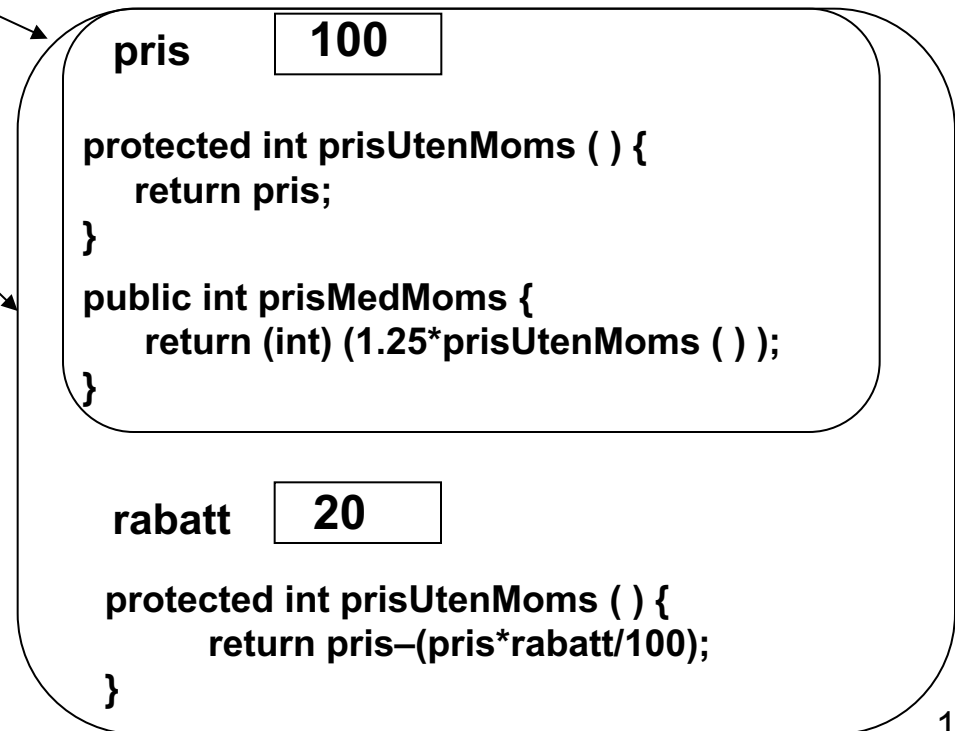 pris 100
protected int prisUtenMoms ( ) {
return pris;
}
public int prisMedMoms {
return (int) (1.25*prisUtenMoms ( ) );
}
rabatt 20
protected int prisUtenMoms ( ) {
return pris–(pris*rabatt/100);
}
1